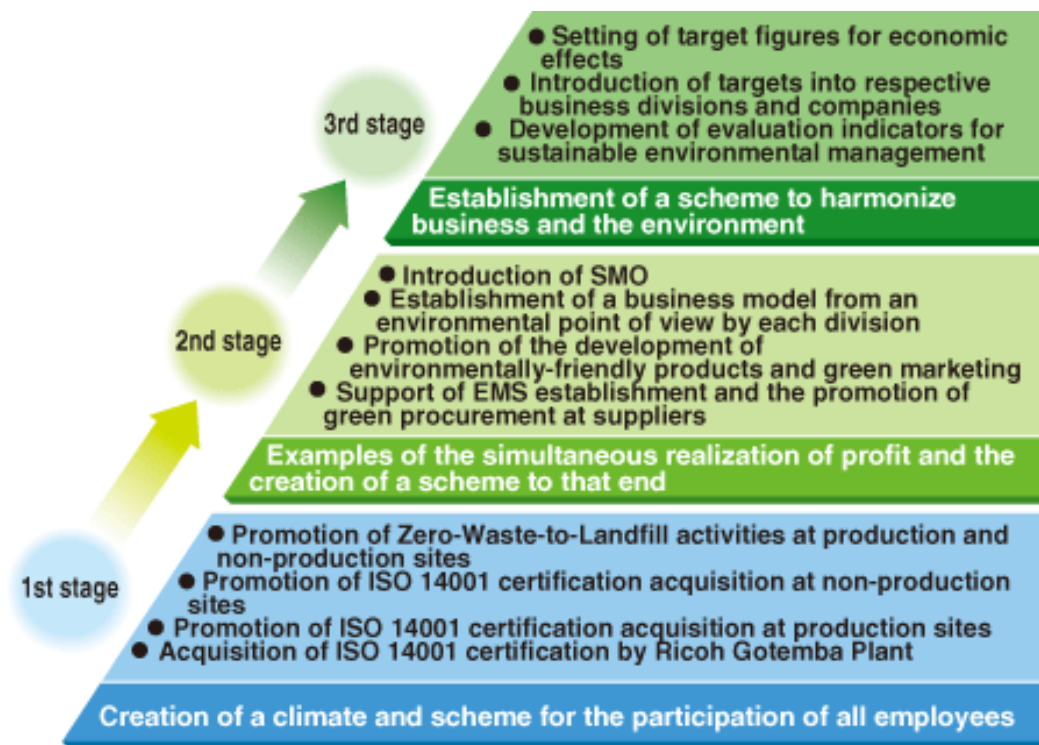 ● Setting of target figures for economic
effects
● Introduction of targets into respective
business divisions and companies
● Development of evaluation indicators for
sustainable environmental management
3rd stage
Establishment of a scheme to harmonize
business and the environment
● Introduction of SMO
● Establishment of a business model from an
environmental point of view by each division
● Promotion of the development of
environmentally-friendly products and green marketing
● Support of EMS establishment and the promotion of
green procurement at suppliers
2nd stage
Examples of the simultaneous realization of profit and the
creation of a scheme to that end
● Promotion of Zero-Waste-to-Landfill activities at production and
non-production sites
● Promotion of ISO 14001 certification acquisition at non-production
sites
● Promotion of ISO 14001 certification acquisition at production sites
● Acquisition of ISO 14001 certification by Ricoh Gotemba Plant
1st stage
Creation of a climate and scheme for the participation of all employees